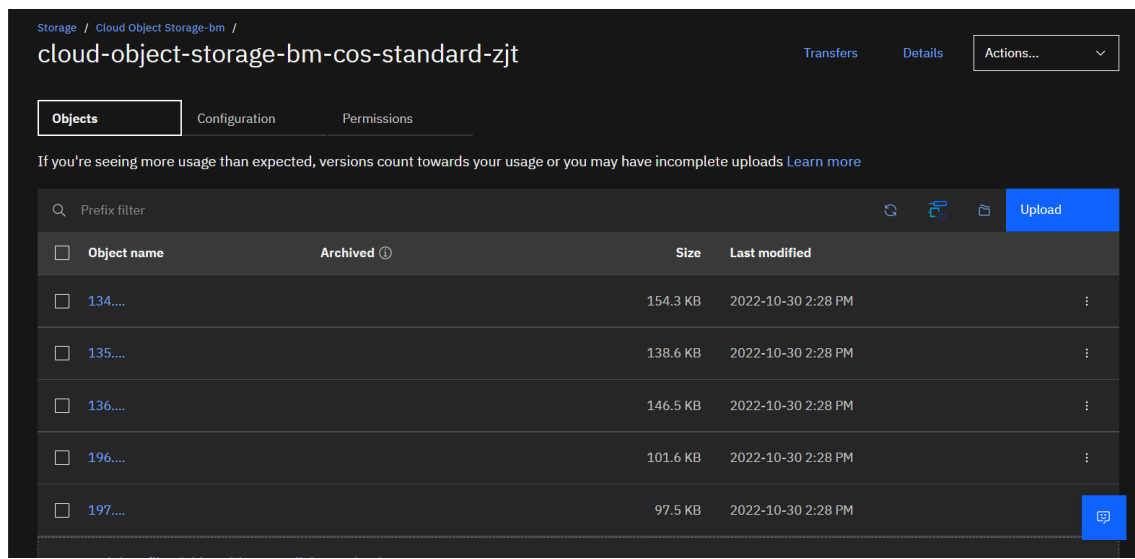 Storage / Cloud Object Storage-bm /
cloud-object-storage-bm-cos-standard-zjt
Transfers Details Actions...
Objects Configuration Permissions
If you're seeing more usage than expected, versions count towards your usage or you may have incomplete uploads Learn more
Prefix filter Upload
Object name Archived Size Last modified
134.... 154.3 KB 2022-10-30 2:28 PM
135.... 138.6 KB 2022-10-30 2:28 PM
136.... 146.5 KB 2022-10-30 2:28 PM
196.... 101.6 KB 2022-10-30 2:28 PM
197.... 97.5 KB 2022-10-30 2:28 PM